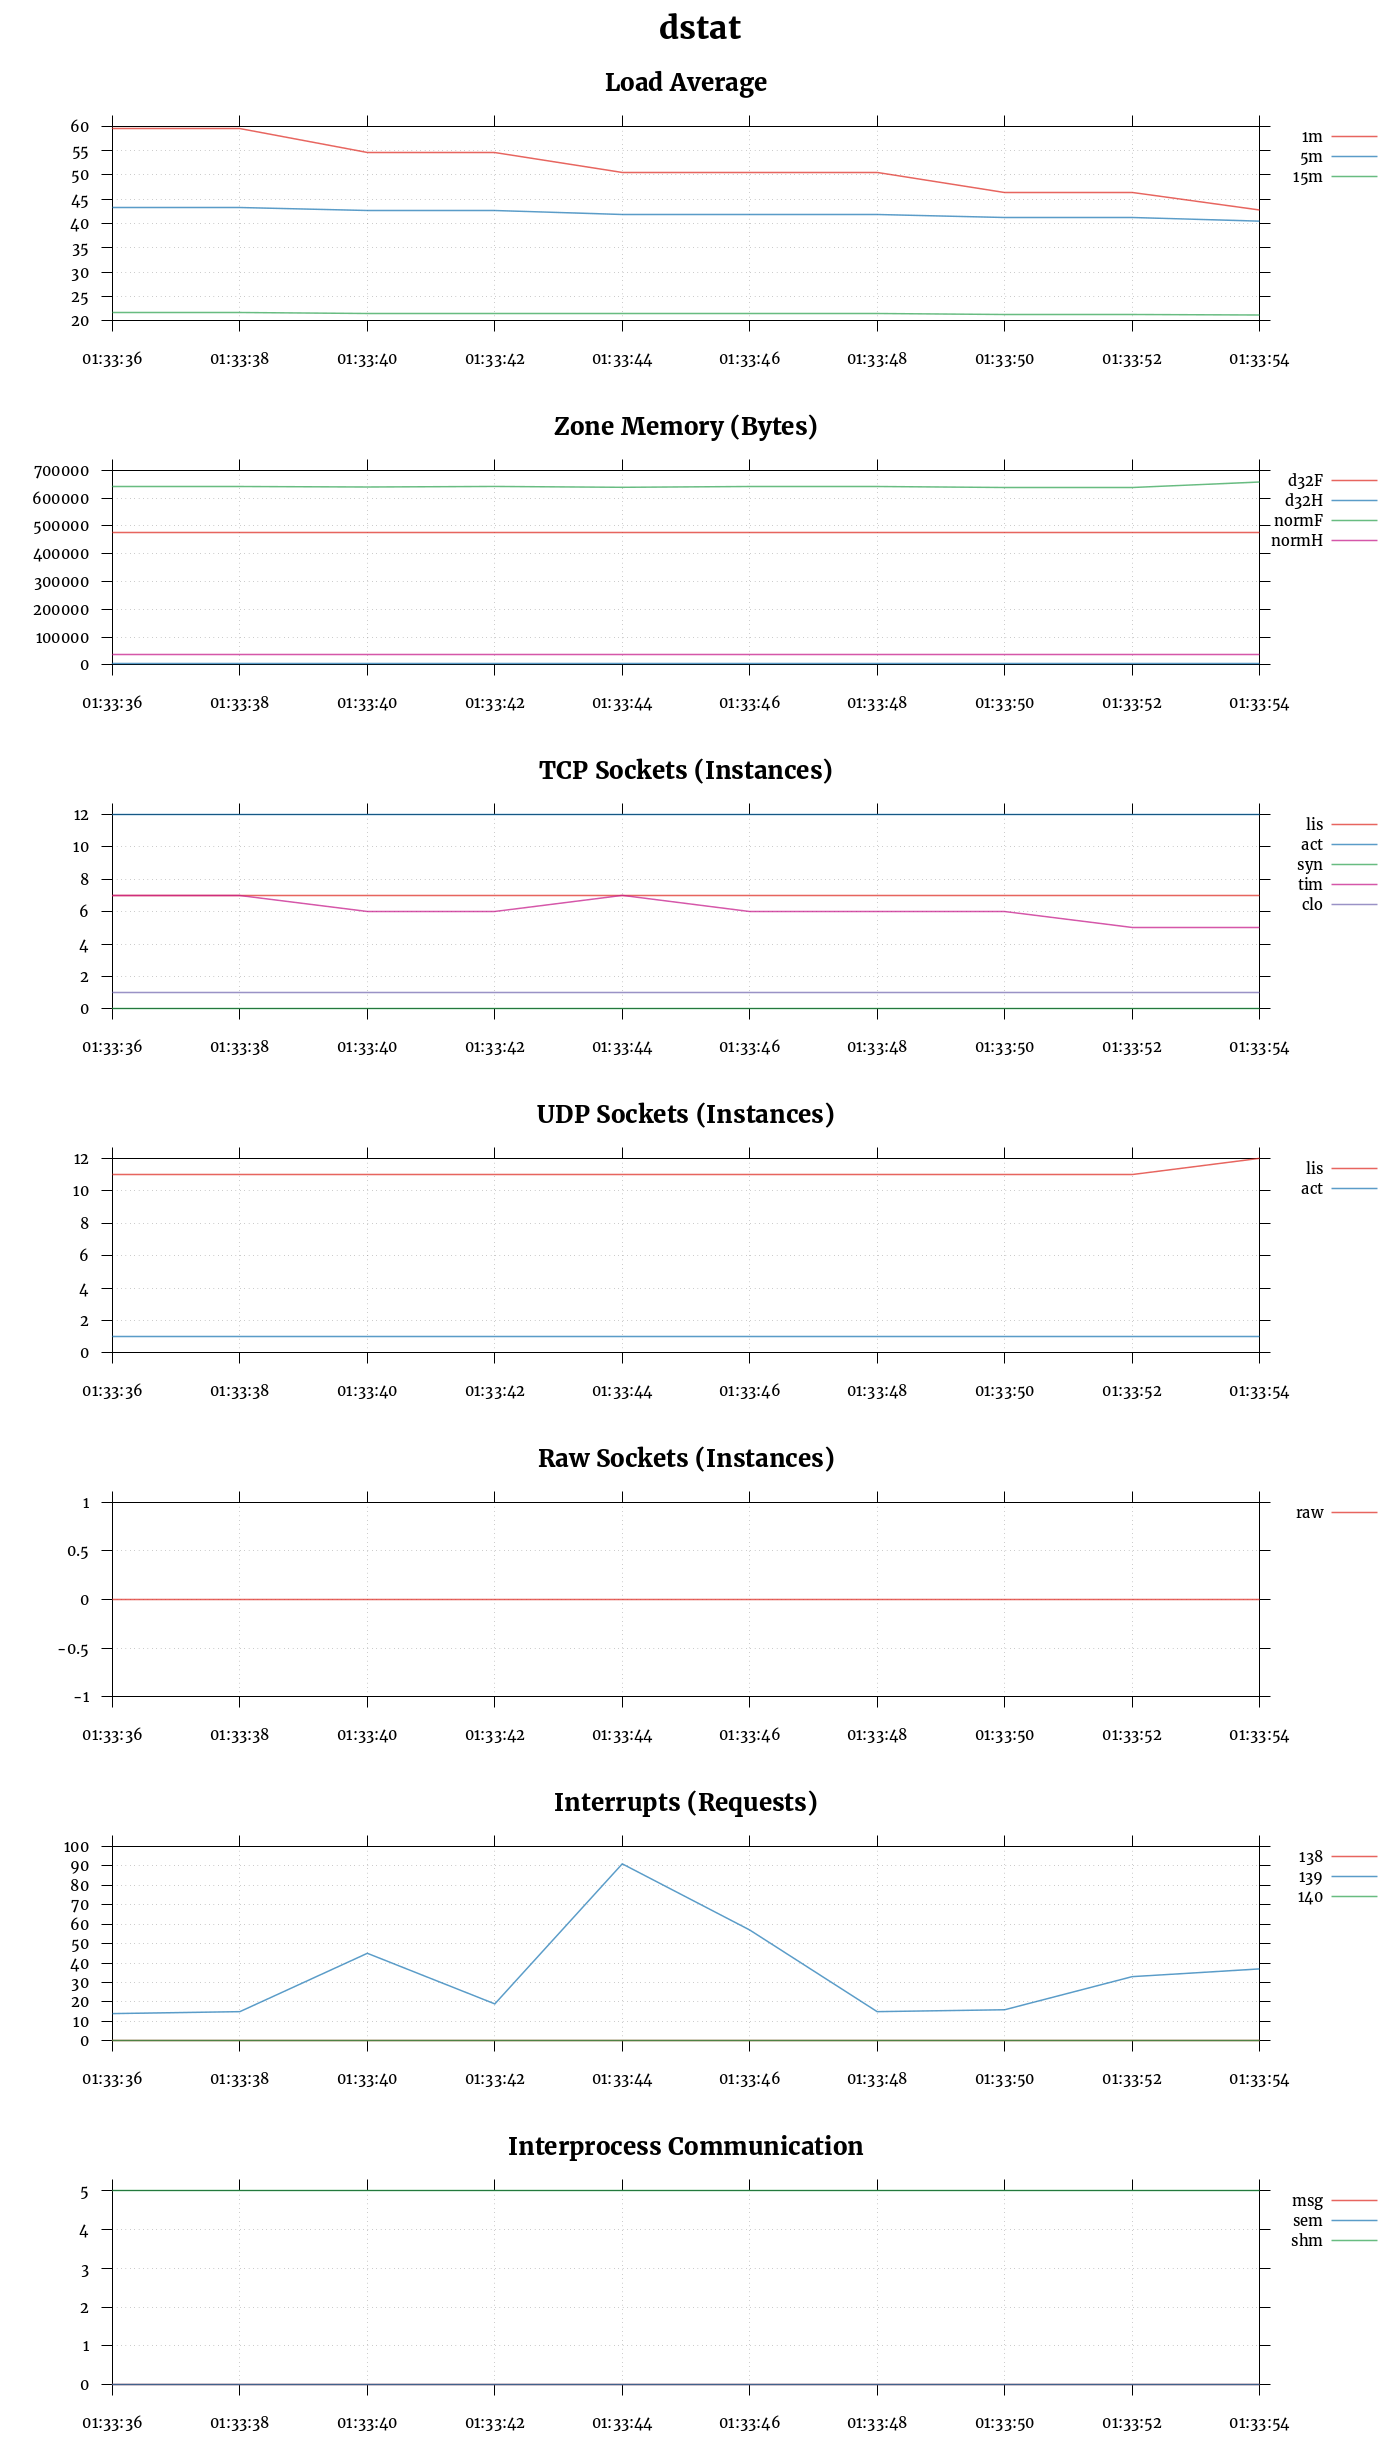 dstat
Load Average
60
55
50
45
40
35
30
25
20
1m
5m
15m
01:33:36 01:33:38 01:33:40 01:33:42 01:33:44 01:33:46 01:33:48 01:33:50 01:33:52 01:33:54
Zone Memory (Bytes)
700000
600000
500000
400000
300000
200000
100000
0
d32F
d32H
normF
normH
01:33:36 01:33:38 01:33:40 01:33:42 01:33:44 01:33:46 01:33:48 01:33:50 01:33:52 01:33:54
TCP Sockets (Instances)
12
10
8
6
4
2
0
lis
act
syn
tim
clo
01:33:36 01:33:38 01:33:40 01:33:42 01:33:44 01:33:46 01:33:48 01:33:50 01:33:52 01:33:54
UDP Sockets (Instances)
12
10
8
6
4
2
0
lis
act
01:33:36 01:33:38 01:33:40 01:33:42 01:33:44 01:33:46 01:33:48 01:33:50 01:33:52 01:33:54
Raw Sockets (Instances)
1
0.5
0
-0.5
-1
raw
01:33:36 01:33:38 01:33:40 01:33:42 01:33:44 01:33:46 01:33:48 01:33:50 01:33:52 01:33:54
Interrupts (Requests)
100
90
80
70
60
50
40
30
20
10
0
138
139
140
01:33:36 01:33:38 01:33:40 01:33:42 01:33:44 01:33:46 01:33:48 01:33:50 01:33:52 01:33:54
Interprocess Communication
5
4
3
2
1
0
msg
sem
shm
01:33:36 01:33:38 01:33:40 01:33:42 01:33:44 01:33:46 01:33:48 01:33:50 01:33:52 01:33:54